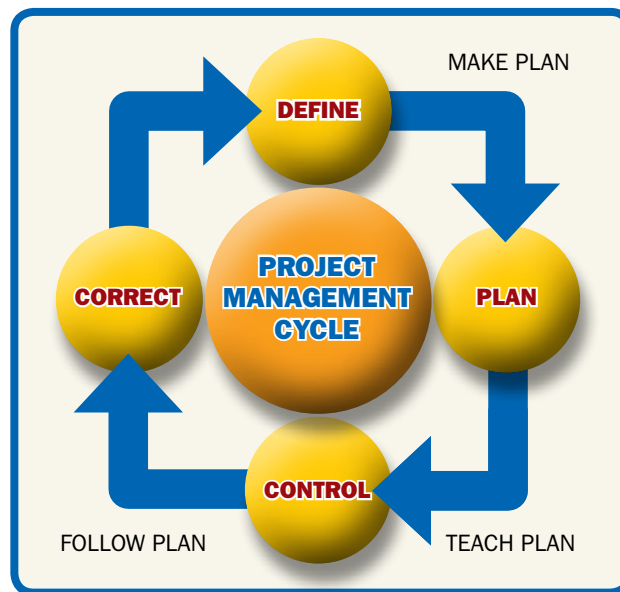 MAKE PLAN
DEFINE
PROJECT
MANAGEMENT
CYCLE
CORRECT
PLAN
CONTROL
FOLLOW PLAN
TEACH PLAN